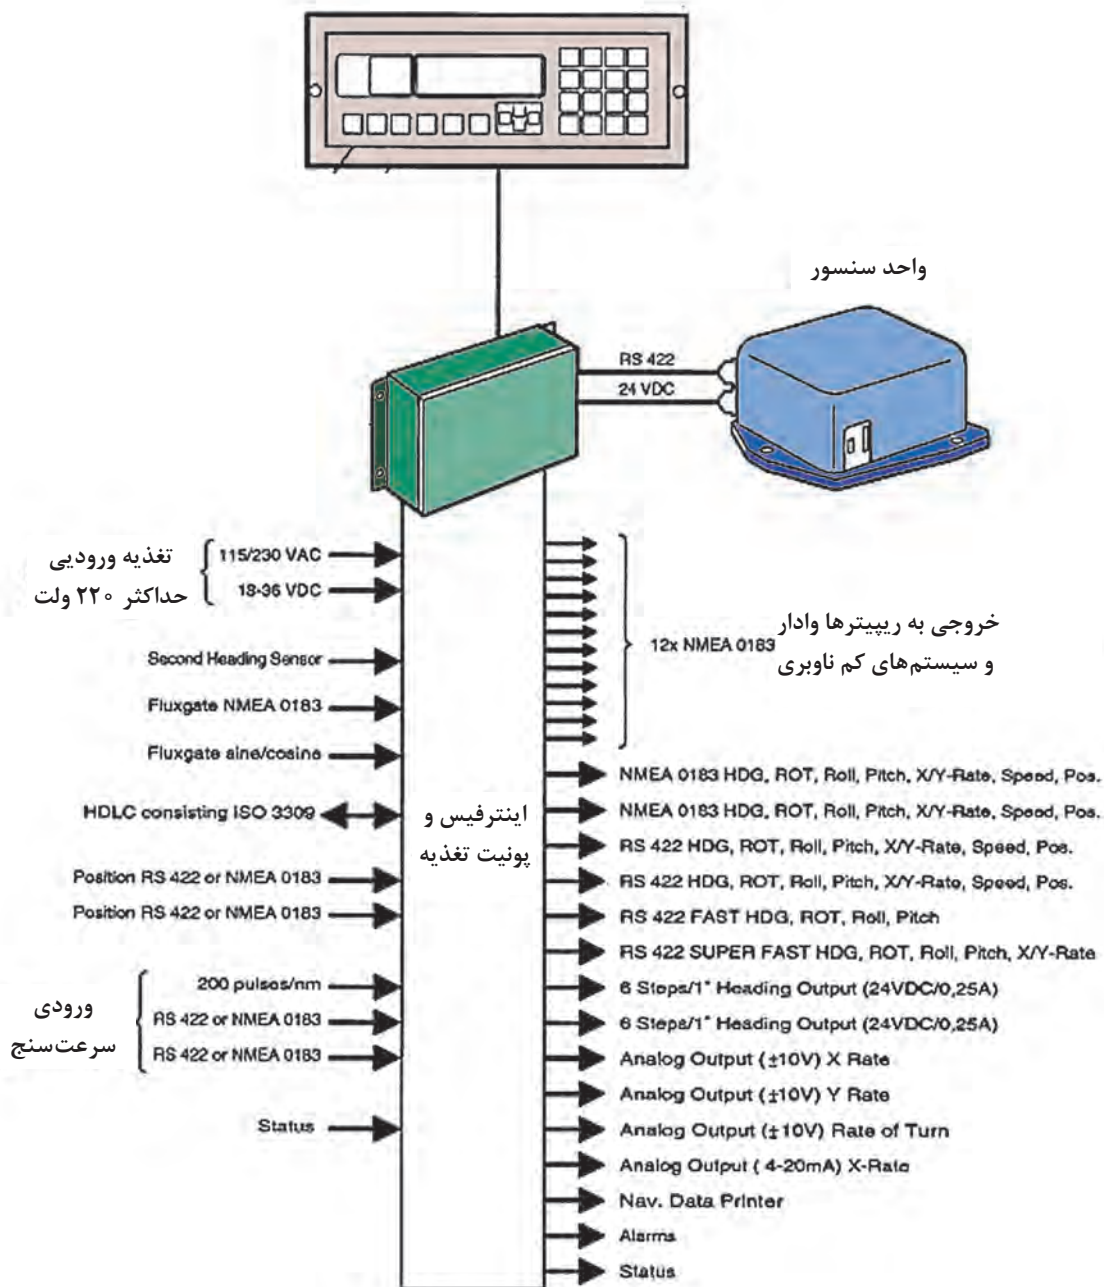 واحد سنسور
RS 422
24 VDC
تغذیه ورودیی
حداکثر ۲۲۰ ولت
115/230 VAC
18-36 VDC
Second Heading Sensor
Fluxgate NMEA 0183
Fluxgate sine/cosine
HDLC consisting ISO 3309
Position RS 422 or NMEA 0183
Position RS 422 or NMEA 0183
ورودی
سرعت‌سنج
200 pulses/nm
RS 422 or NMEA 0183
RS 422 or NMEA 0183
Status
اینترفیس و
پونیت تغذیه
12x NMEA 0183
خروجی به ریپیترها وادار
و سیستم‌های کم ناوبری
NMEA 0183 HDG, ROT, Roll, Pitch, X/Y-Rate, Speed, Pos.
NMEA 0183 HDG, ROT, Roll, Pitch, X/Y-Rate, Speed, Pos.
RS 422 HDG, ROT, Roll, Pitch, X/Y-Rate, Speed, Pos.
RS 422 HDG, ROT, Roll, Pitch, X/Y-Rate, Speed, Pos.
RS 422 FAST HDG, ROT, Roll, Pitch
RS 422 SUPER FAST HDG, ROT, Roll, Pitch, X/Y-Rate
6 Steps/1° Heading Output (24VDC/0,25A)
6 Steps/1° Heading Output (24VDC/0,25A)
Analog Output (±10V) X Rate
Analog Output (±10V) Y Rate
Analog Output (±10V) Rate of Turn
Analog Output ( 4-20mA) X-Rate
Nav. Data Printer
Alarms
Status